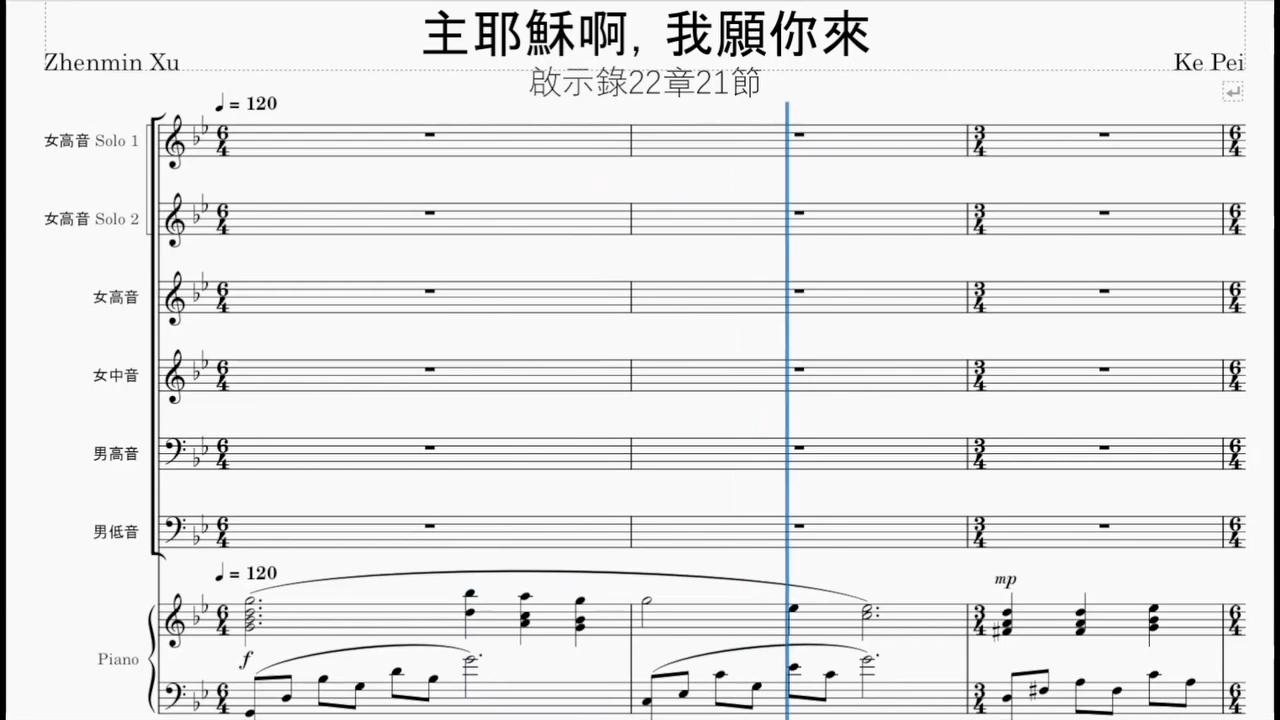 主耶穌啊, 我願你來
Zhenmin Xu
Ke Pei
啟示錄22章21節
= 120
女高音 Solo 1
女高音 Solo 2
女高音
女中音
男高音
男低音
= 120
mp
Piano
f